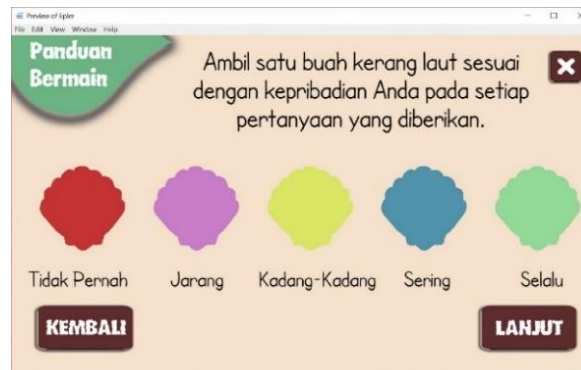 Preview of Epler
File Edit View Window Help
Panduan
Bermain
Ambil satu buah kerang laut sesuai
dengan kepribadian Anda pada setiap
pertanyaan yang diberikan.
Tidak Pernah Jarang Kadang-Kadang Sering Selalu
KEMBALI LANJUT